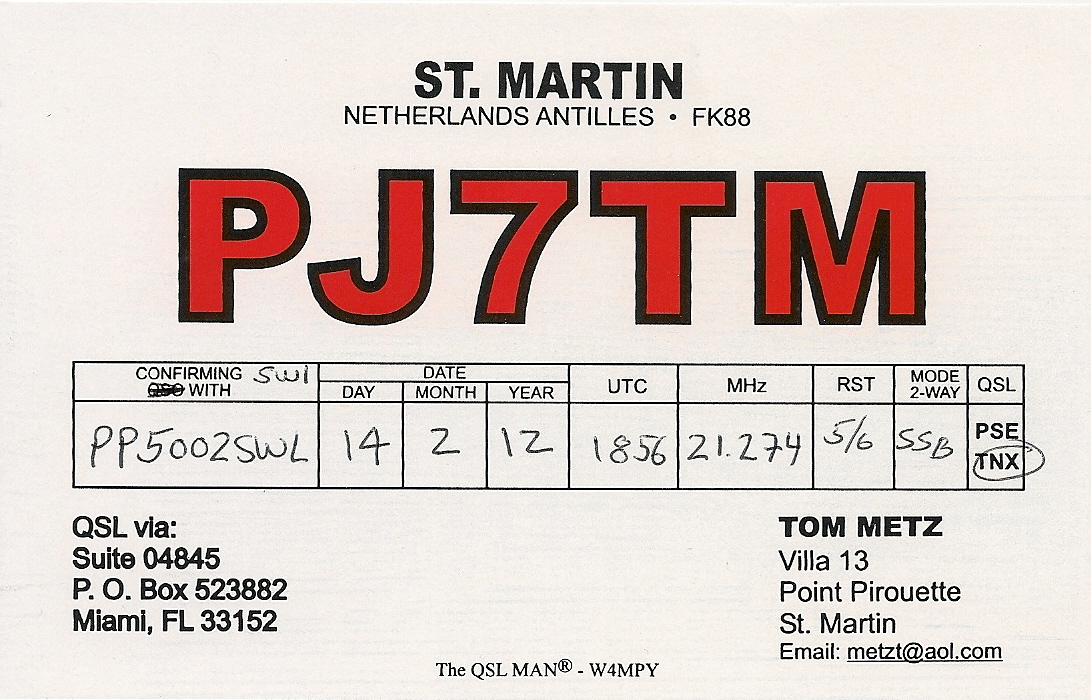 ST. MARTIN
NETHERLANDS ANTILLES • FK88
PJ7TM
CONFIRMING SWL
QSO WITH
DATE
DAY MONTH YEAR
UTC
MHz
RST
MODE
2-WAY
QSL
PP5002SWL 14 2 12 1856 21.274 5/6 SSB
PSE
TNX
QSL via:
Suite 04845
P. O. Box 523882
Miami, FL 33152
TOM METZ
Villa 13
Point Pirouette
St. Martin
Email: metzt@aol.com
The QSL MAN® - W4MPY